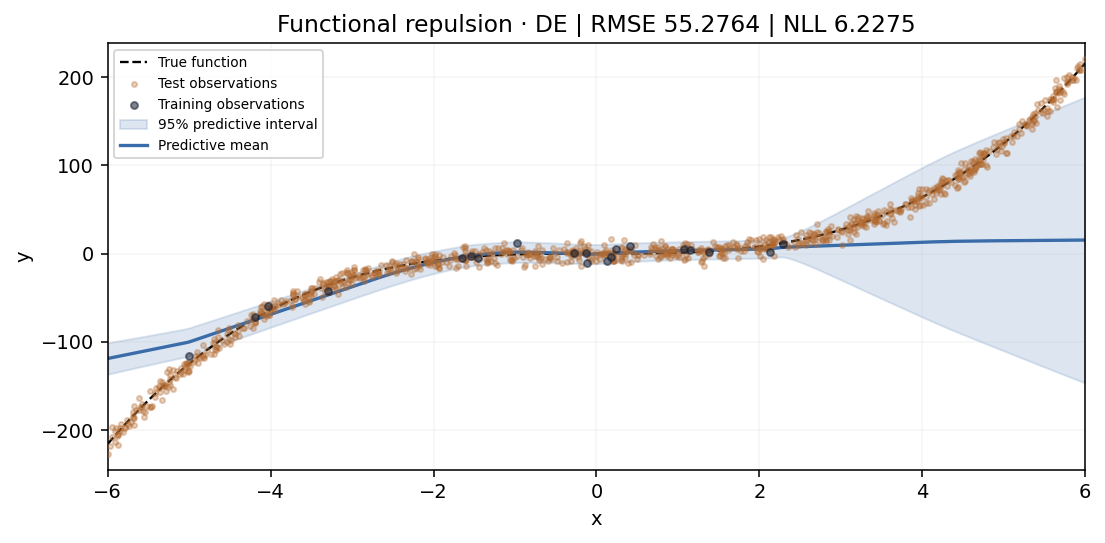 Functional repulsion · DE | RMSE 55.2764 | NLL 6.2275
True function
Test observations
Training observations
95% predictive interval
Predictive mean
200
100
0
−100
−200
y
−6 −4 −2 0 2 4 6
x